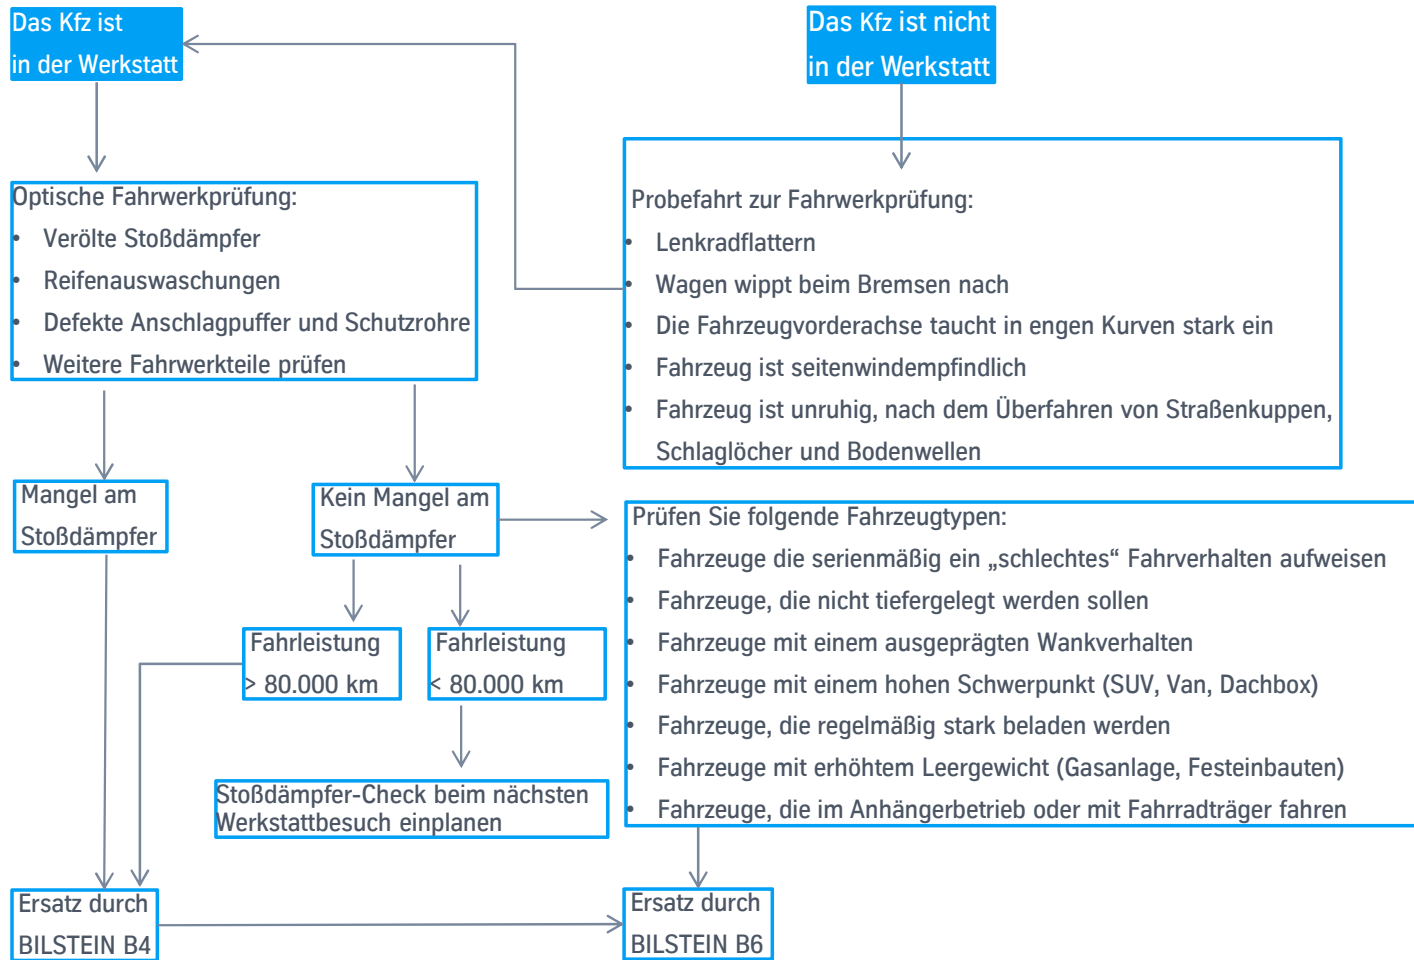 Das Kfz ist
in der Werkstatt
Das Kfz ist nicht
in der Werkstatt
Optische Fahrwerkprüfung:
• Verölte Stoßdämpfer
• Reifenauswaschungen
• Defekte Anschlagpuffer und Schutzrohre
• Weitere Fahrwerkteile prüfen
Probefahrt zur Fahrwerkprüfung:
• Lenkradflattern
• Wagen wippt beim Bremsen nach
• Die Fahrzeugvorderachse taucht in engen Kurven stark ein
• Fahrzeug ist seitenwindempfindlich
• Fahrzeug ist unruhig, nach dem Überfahren von Straßenkuppen,
Schlaglöcher und Bodenwellen
Mangel am
Stoßdämpfer
Kein Mangel am
Stoßdämpfer
Prüfen Sie folgende Fahrzeugtypen:
• Fahrzeuge die serienmäßig ein „schlechtes“ Fahrverhalten aufweisen
• Fahrzeuge, die nicht tiefergelegt werden sollen
• Fahrzeuge mit einem ausgeprägten Wankverhalten
• Fahrzeuge mit einem hohen Schwerpunkt (SUV, Van, Dachbox)
• Fahrzeuge, die regelmäßig stark beladen werden
• Fahrzeuge mit erhöhtem Leergewicht (Gasanlage, Festeinbauten)
• Fahrzeuge, die im Anhängerbetrieb oder mit Fahrradträger fahren
Fahrleistung
> 80.000 km
Fahrleistung
< 80.000 km
Stoßdämpfer-Check beim nächsten
Werkstattbesuch einplanen
Ersatz durch
BILSTEIN B4
Ersatz durch
BILSTEIN B6